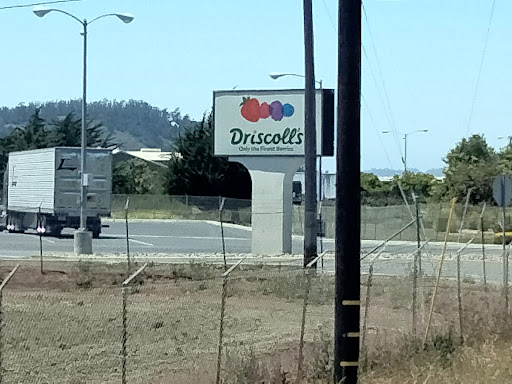 Driscoll's
Only the Finest Berries